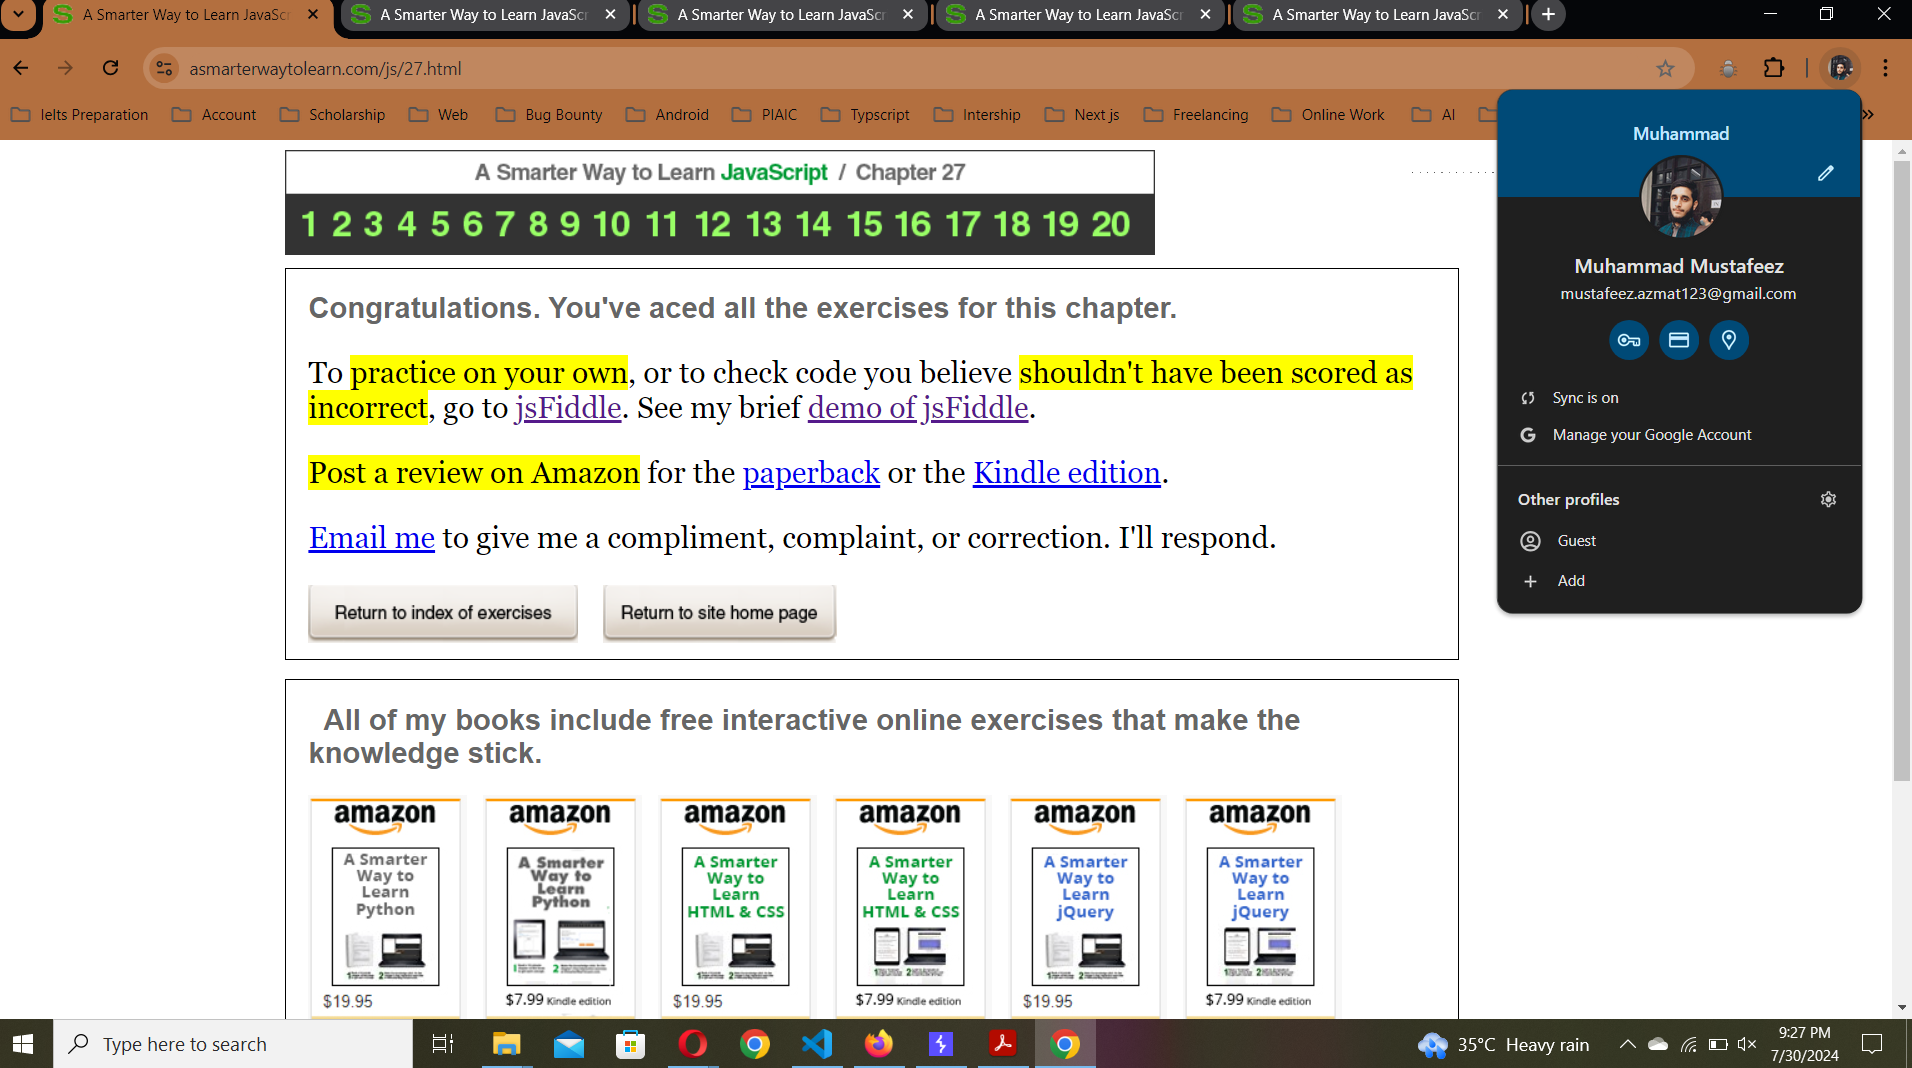 A Smarter Way to Learn JavaScr
A Smarter Way to Learn JavaScr
A Smarter Way to Learn JavaScr
A Smarter Way to Learn JavaScr
A Smarter Way to Learn JavaScr
asmarterwaytolearn.com/js/27.html
Ielts Preparation
Account
Scholarship
Web
Bug Bounty
Android
PIAIC
Typscript
Intership
Next js
Freelancing
Online Work
AI
A Smarter Way to Learn JavaScript / Chapter 27
1 2 3 4 5 6 7 8 9 10 11 12 13 14 15 16 17 18 19 20
Congratulations. You've aced all the exercises for this chapter.
To practice on your own, or to check code you believe shouldn't have been scored as
incorrect, go to jsFiddle. See my brief demo of jsFiddle.
Post a review on Amazon for the paperback or the Kindle edition.
Email me to give me a compliment, complaint, or correction. I'll respond.
Return to index of exercises
Return to site home page
Muhammad
Muhammad Mustafeez
mustafeez.azmat123@gmail.com
Sync is on
Manage your Google Account
Other profiles
Guest
Add
All of my books include free interactive online exercises that make the
knowledge stick.
amazon
A Smarter
Way to
Learn
Python
$19.95
amazon
A Smarter
Way to
Learn
Python
$7.99 Kindle edition
amazon
A Smarter
Way to
Learn
HTML & CSS
$19.95
amazon
A Smarter
Way to
Learn
HTML & CSS
$7.99 Kindle edition
amazon
A Smarter
Way to
Learn
jQuery
$19.95
amazon
A Smarter
Way to
Learn
jQuery
$7.99 Kindle edition
Type here to search
35°C Heavy rain
9:27 PM
7/30/2024